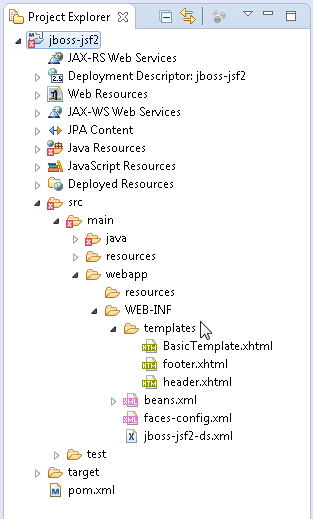 Project Explorer
jboss-jsf2
JAX-RS Web Services
Deployment Descriptor: jboss-jsf2
Web Resources
JAX-WS Web Services
JPA Content
Java Resources
JavaScript Resources
Deployed Resources
src
main
java
resources
webapp
resources
WEB-INF
templates
BasicTemplate.xhtml
footer.xhtml
header.xhtml
beans.xml
faces-config.xml
jboss-jsf2-ds.xml
test
target
pom.xml